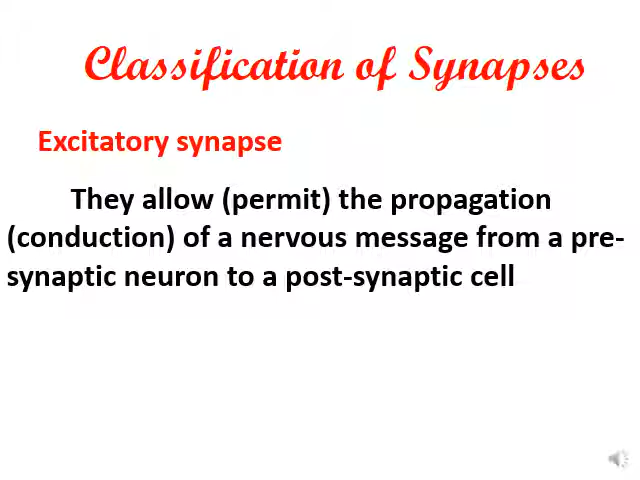 Classification of Synapses
Excitatory synapse
They allow (permit) the propagation
(conduction) of a nervous message from a pre-
synaptic neuron to a post-synaptic cell